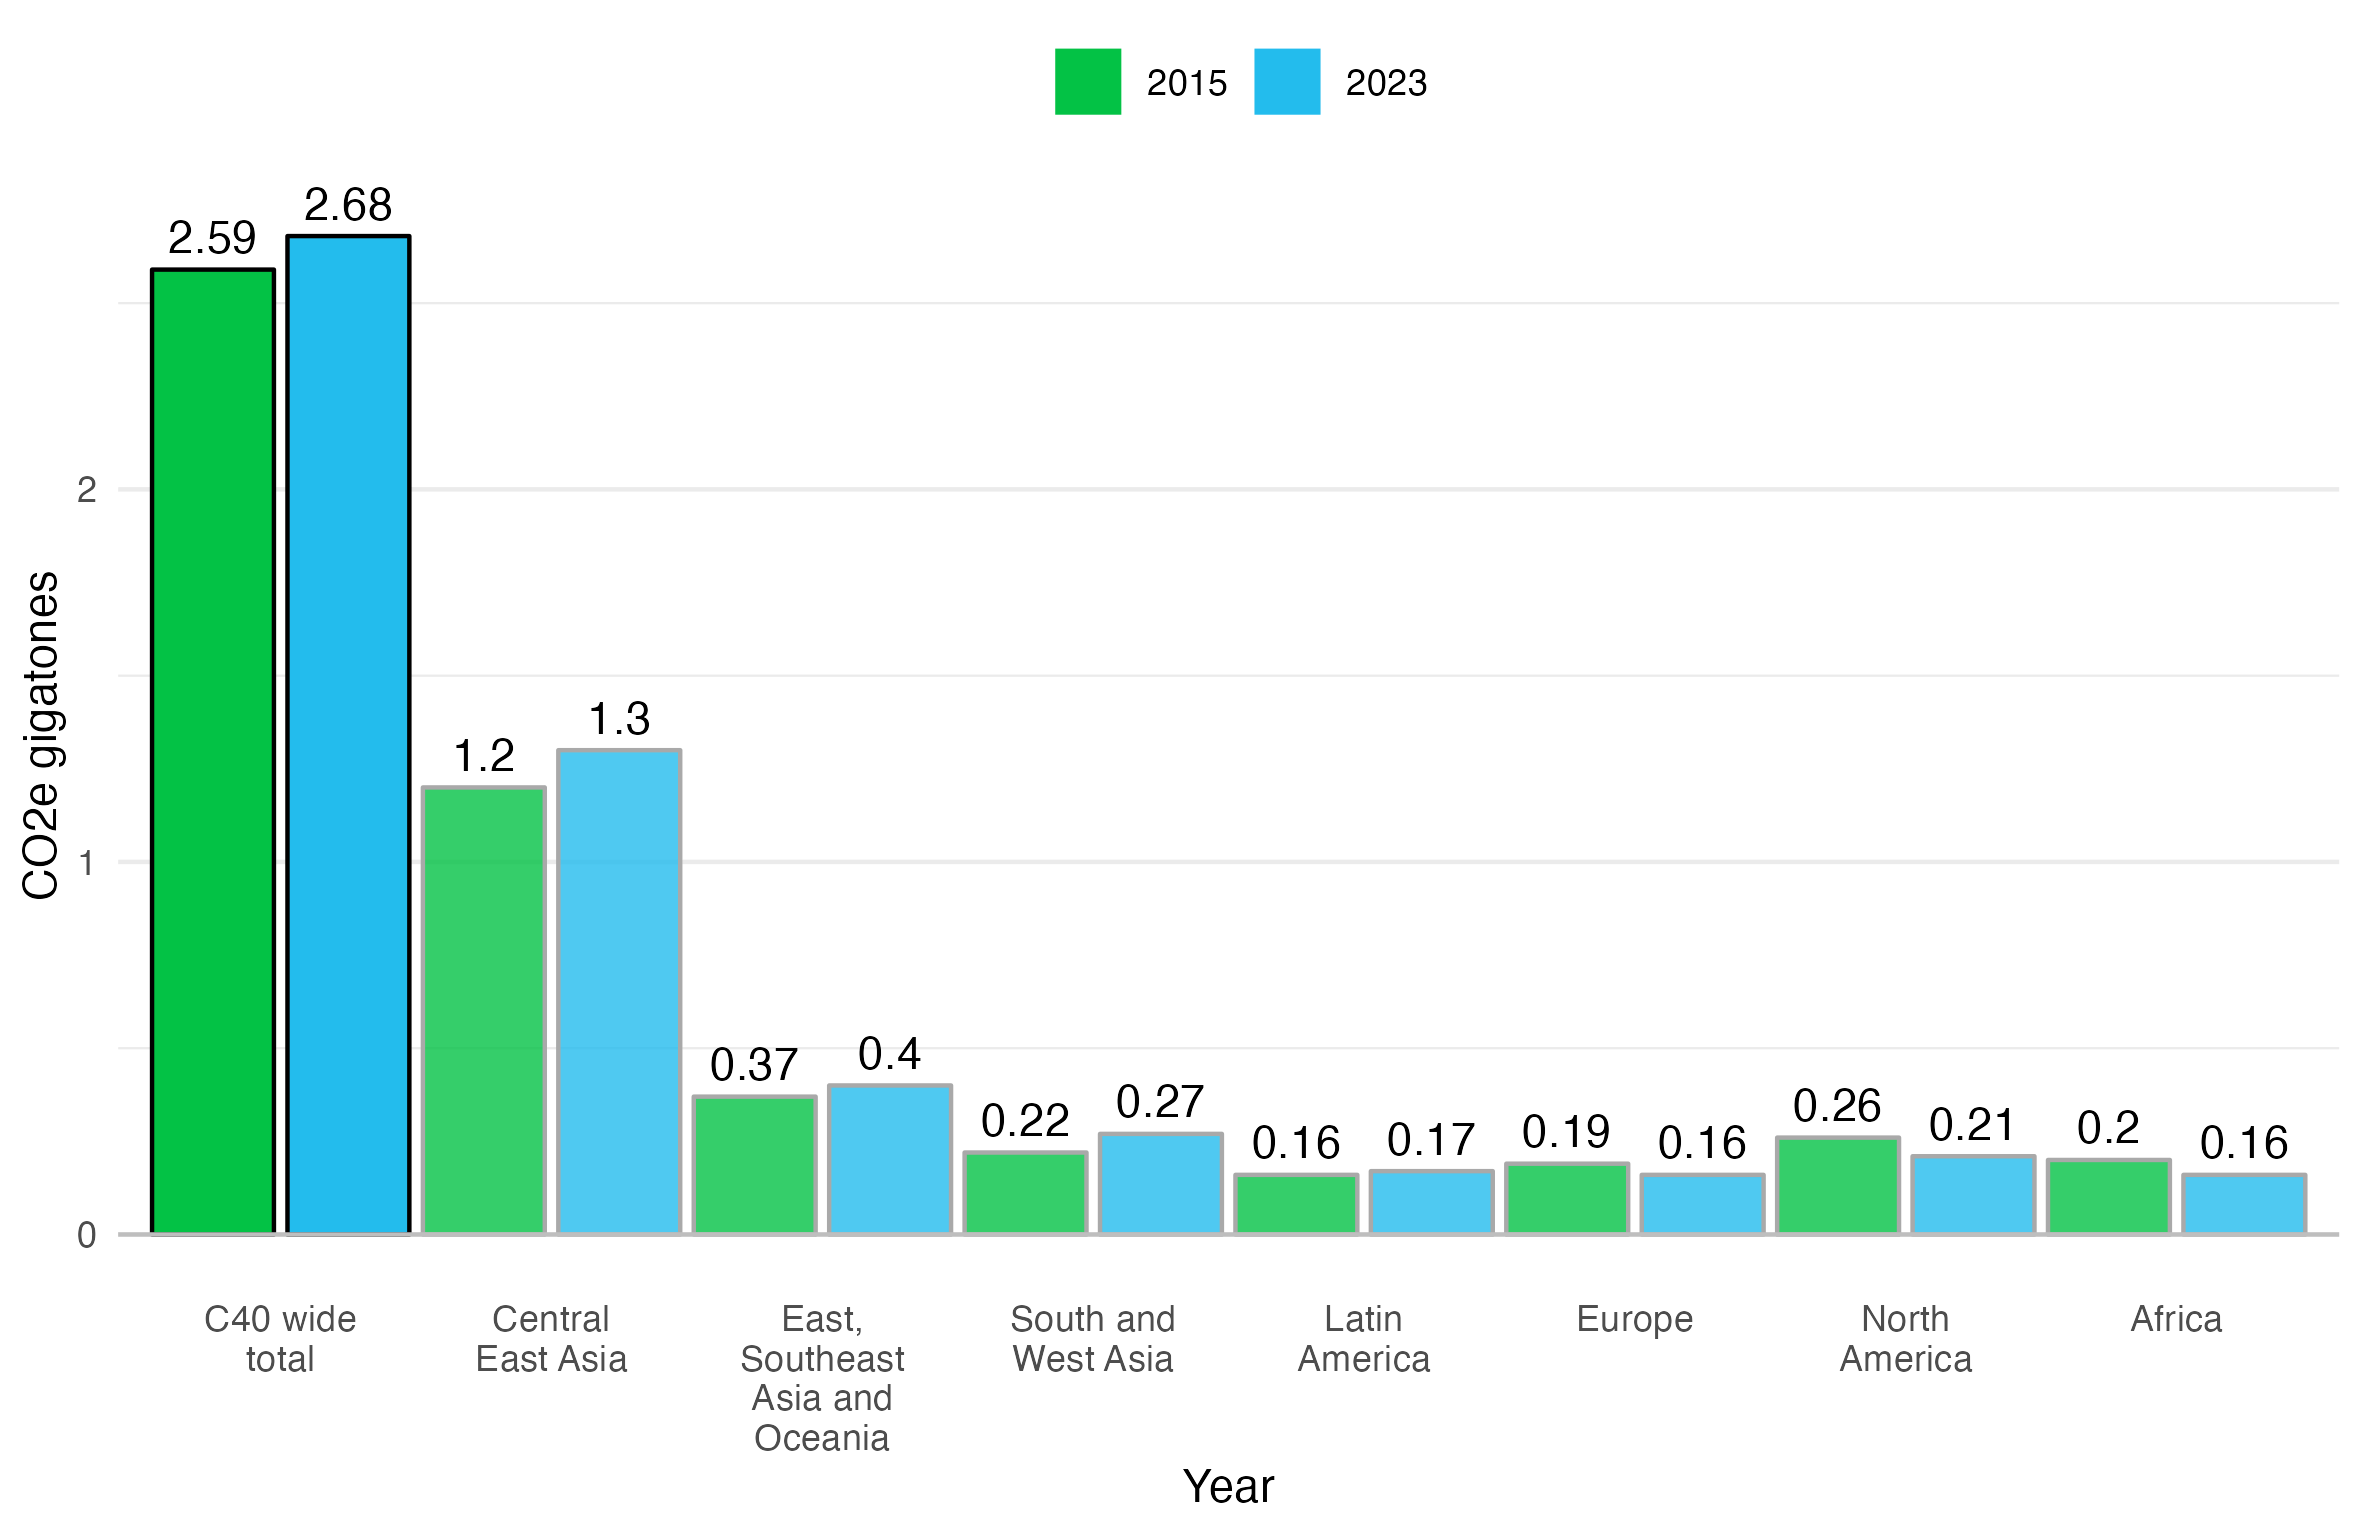 2015
2023
2.59
2.68
1.2
1.3
0.37
0.4
0.22
0.27
0.16
0.17
0.19
0.16
0.26
0.21
0.2
0.16
CO2e gigatones
2
1
0
C40 wide
total
Central
East Asia
East,
Southeast
Asia and
Oceania
South and
West Asia
Latin
America
Europe
North
America
Africa
Year